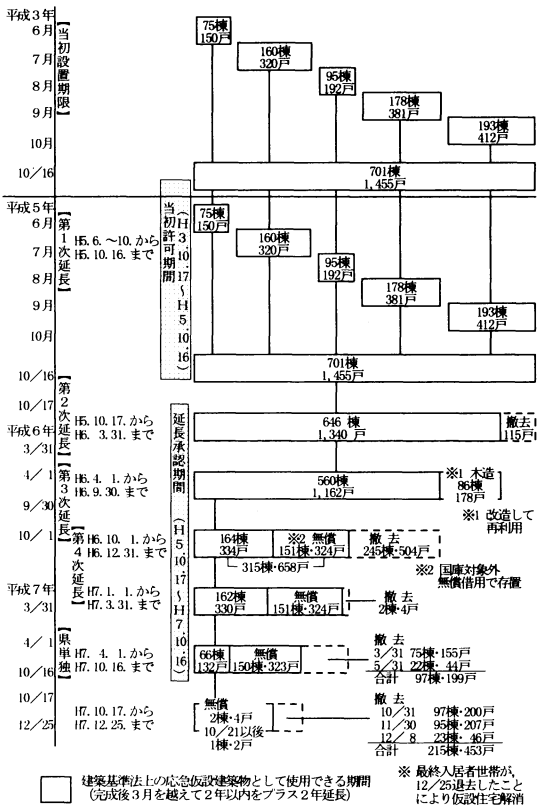 平成3年
6月
7月
8月
9月
10月
10/16
【当初設置期限】
75棟
150戸
160棟
320戸
95棟
192戸
178棟
381戸
193棟
412戸
701棟
1,455戸
当初許可期間
(H3.10.17〜H5.10.16)
平成5年
6月
7月
8月
9月
10月
10/16
【第1次延長】
H5.6.〜10.から
H5.10.16.まで
75棟
150戸
160棟
320戸
95棟
192戸
178棟
381戸
193棟
412戸
701棟
1,455戸
10/17
平成6年
3/31
【第2次延長】
H5.10.17.から
H6. 3.31.まで
延長承認期間
(H5.10.17〜H7.10.16)
646 棟
1,340 戸
撤去
115戸
4/1
9/30
【第3次延長】
H6.4. 1.から
H6.9.30.まで
560棟
1,162戸
※1 木造
86棟
178戸
※1 改造して
再利用
10/1
平成7年
3/31
【第4次延長】
H6.10. 1.から
H6.12.31.まで
164棟
334戸
※2 無償
151棟・324戸
撤去
245棟・504戸
315棟・658戸
※2 国庫対象外
無償借用で存置
H7.1. 1.から
H7.3.31.まで
162棟
330戸
無償
151棟・324戸
撤去
2棟・4戸
4/1
10/16
【県単独】
H7. 4. 1.から
H7.10.16.まで
66棟
132戸
無償
150棟・323戸
撤去
3/31 75棟・155戸
5/31 22棟・ 44戸
合計 97棟・199戸
10/17
12/25
H7.10.17.から
H7.12.25.まで
無償
2棟・4戸
10/21以後
1棟・2戸
撤去
10/31 97棟・200戸
11/30 95棟・207戸
12/ 8 23棟・ 46戸
合計 215棟・453戸
建築基準法上の応急仮設建築物として使用できる期間
(完成後3月を越えて2年以内をプラス2年延長)
※ 最終入居者世帯が，
12/25退去したこと
により仮設住宅解消